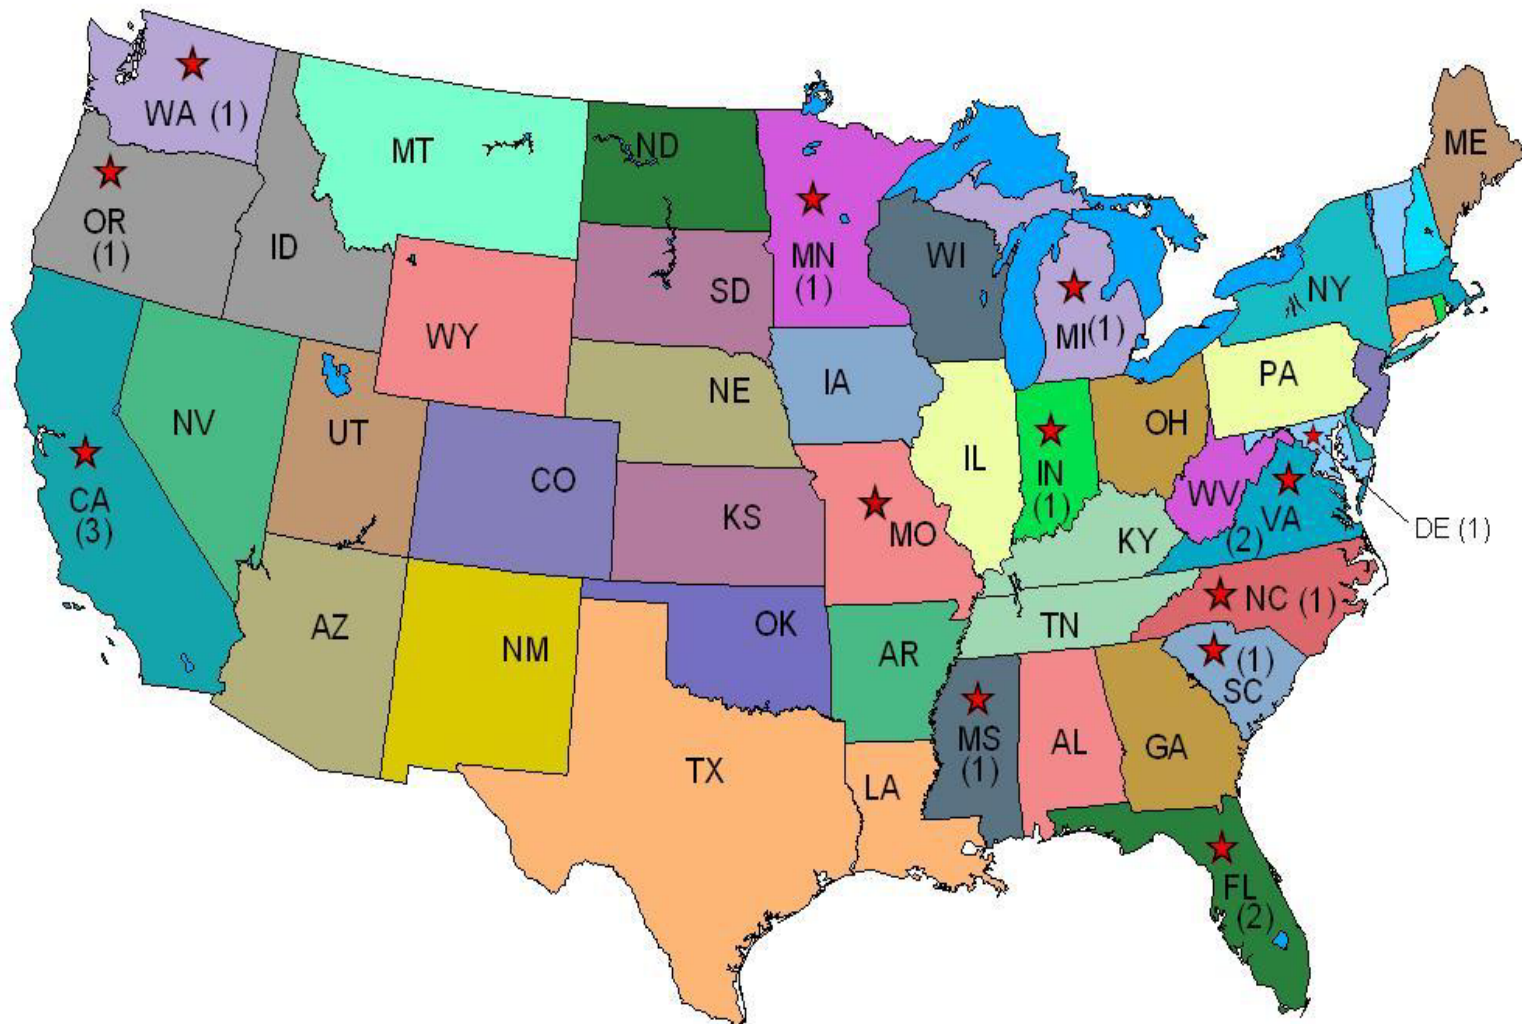 WA (1)
MT
ND
ME
OR
(1)
ID
MN
(1)
WI
SD
NY
WY
MI(1)
IA
NE
PA
NV
UT
OH
CO
IL
IN
(1)
CA
(3)
KS
MO
WV
VA
(2)
KY
DE (1)
AZ
NM
OK
AR
TN
NC (1)
(1)
SC
TX
LA
MS
(1)
AL
GA
FL
(2)